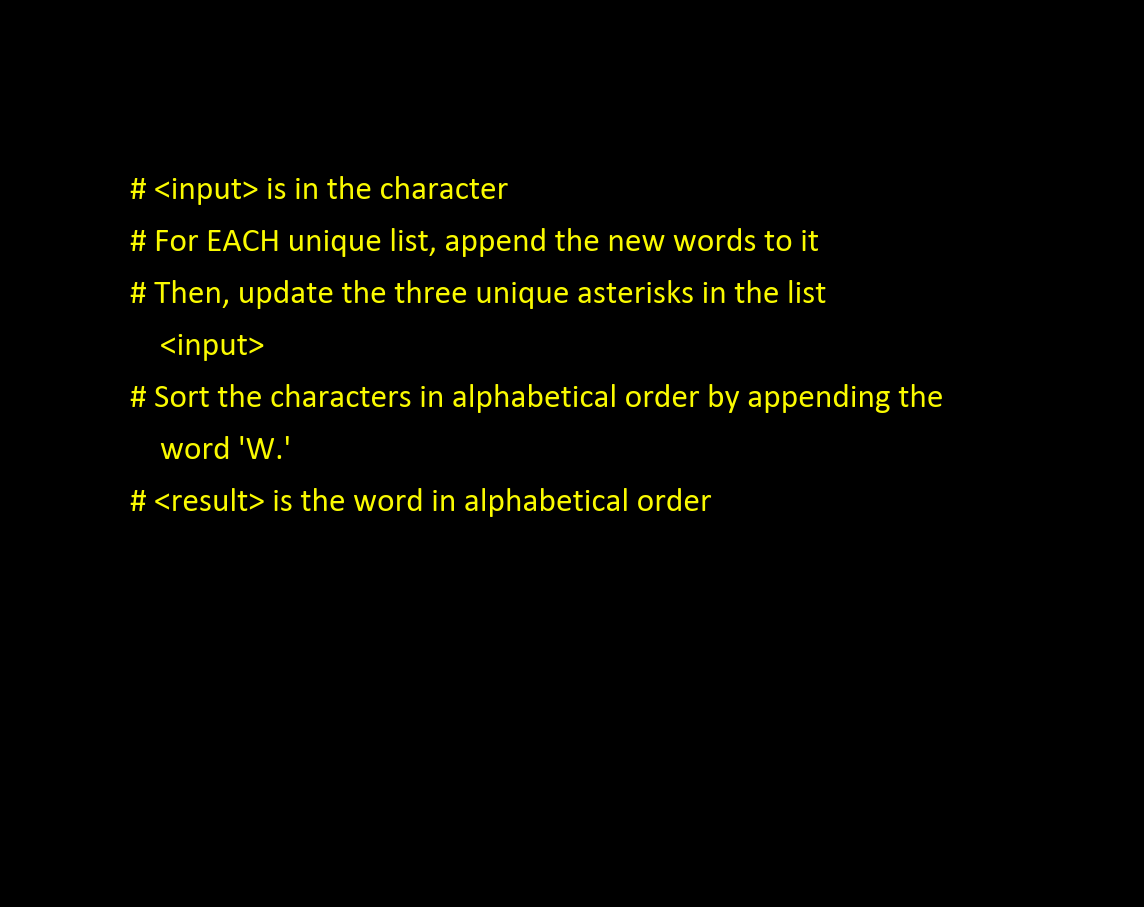 # <input> is in the character
# For EACH unique list, append the new words to it
# Then, update the three unique asterisks in the list
<input>
# Sort the characters in alphabetical order by appending the
word 'W.'
# <result> is the word in alphabetical order